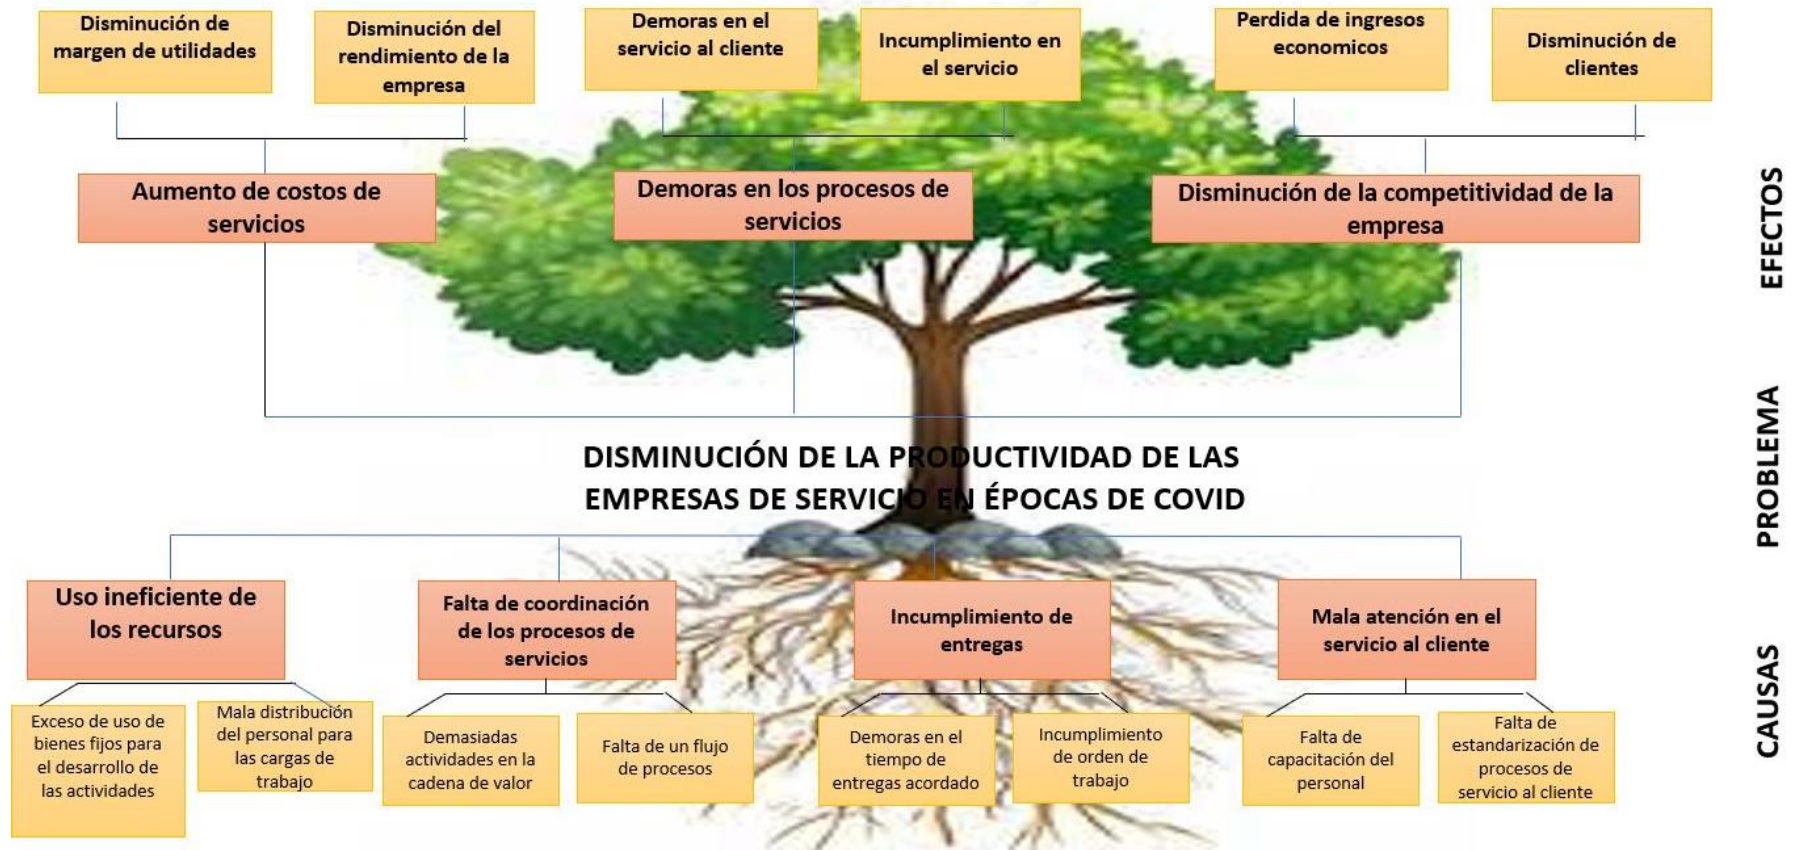 Disminución de
margen de utilidades
Disminución del
rendimiento de la
empresa
Demoras en el
servicio al cliente
Incumplimiento en
el servicio
Perdida de ingresos
economicos
Disminución de
clientes
Aumento de costos de
servicios
Demoras en los procesos de
servicios
Disminución de la competitividad de la
empresa
EFECTOS
DISMINUCIÓN DE LA PRODUCTIVIDAD DE LAS
EMPRESAS DE SERVICIO EN ÉPOCAS DE COVID
PROBLEMA
Uso ineficiente de
los recursos
Falta de coordinación
de los procesos de
servicios
Incumplimiento de
entregas
Mala atención en el
servicio al cliente
CAUSAS
Exceso de uso de
bienes fijos para
el desarrollo de
las actividades
Mala distribución
del personal para
las cargas de
trabajo
Demasiadas
actividades en la
cadena de valor
Falta de un flujo
de procesos
Demoras en el
tiempo de
entregas acordado
Incumplimiento
de orden de
trabajo
Falta de
capacitación del
personal
Falta de
estandarización de
procesos de
servicio al cliente